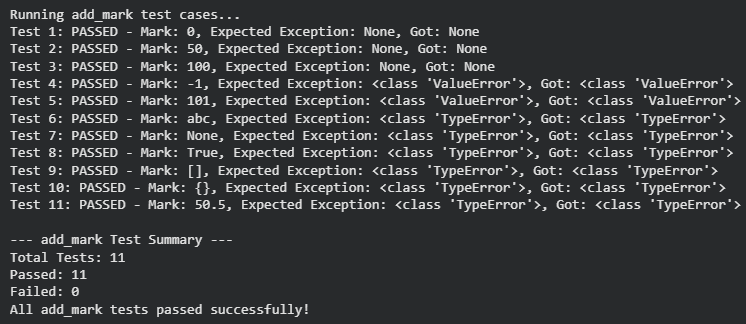 Running add_mark test cases...
Test 1: PASSED - Mark: 0, Expected Exception: None, Got: None
Test 2: PASSED - Mark: 50, Expected Exception: None, Got: None
Test 3: PASSED - Mark: 100, Expected Exception: None, Got: None
Test 4: PASSED - Mark: -1, Expected Exception: <class 'ValueError'>, Got: <class 'ValueError'>
Test 5: PASSED - Mark: 101, Expected Exception: <class 'ValueError'>, Got: <class 'ValueError'>
Test 6: PASSED - Mark: abc, Expected Exception: <class 'TypeError'>, Got: <class 'TypeError'>
Test 7: PASSED - Mark: None, Expected Exception: <class 'TypeError'>, Got: <class 'TypeError'>
Test 8: PASSED - Mark: True, Expected Exception: <class 'TypeError'>, Got: <class 'TypeError'>
Test 9: PASSED - Mark: [], Expected Exception: <class 'TypeError'>, Got: <class 'TypeError'>
Test 10: PASSED - Mark: {}, Expected Exception: <class 'TypeError'>, Got: <class 'TypeError'>
Test 11: PASSED - Mark: 50.5, Expected Exception: <class 'TypeError'>, Got: <class 'TypeError'>
--- add_mark Test Summary ---
Total Tests: 11
Passed: 11
Failed: 0
All add_mark tests passed successfully!